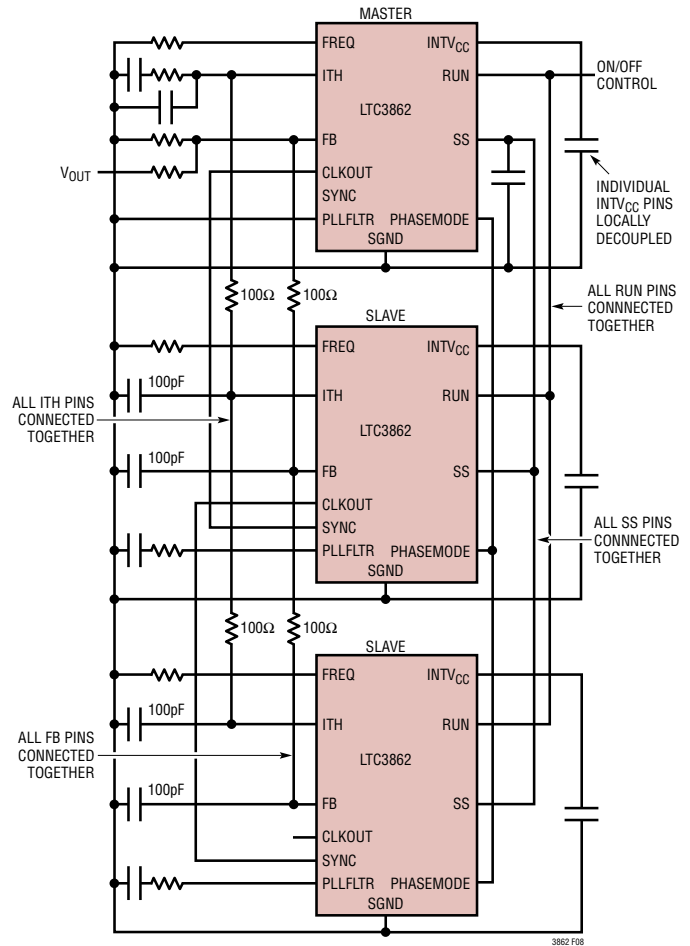 MASTER
FREQ
INTVCC
ITH
RUN
ON/OFF
CONTROL
LTC3862
FB
SS
VOUT
CLKOUT
SYNC
PLLFLTR
PHASEMODE
SGND
INDIVIDUAL
INTVCC PINS
LOCALLY
DECOUPLED
100Ω
100Ω
ALL RUN PINS
CONNNECTED
TOGETHER
SLAVE
FREQ
INTVCC
100pF
ITH
RUN
ALL ITH PINS
CONNECTED
TOGETHER
LTC3862
100pF
FB
SS
CLKOUT
SYNC
PLLFLTR
PHASEMODE
SGND
ALL SS PINS
CONNNECTED
TOGETHER
100Ω
100Ω
SLAVE
FREQ
INTVCC
100pF
ITH
RUN
ALL FB PINS
CONNECTED
TOGETHER
LTC3862
100pF
FB
SS
CLKOUT
SYNC
PLLFLTR
PHASEMODE
SGND
3862 F08